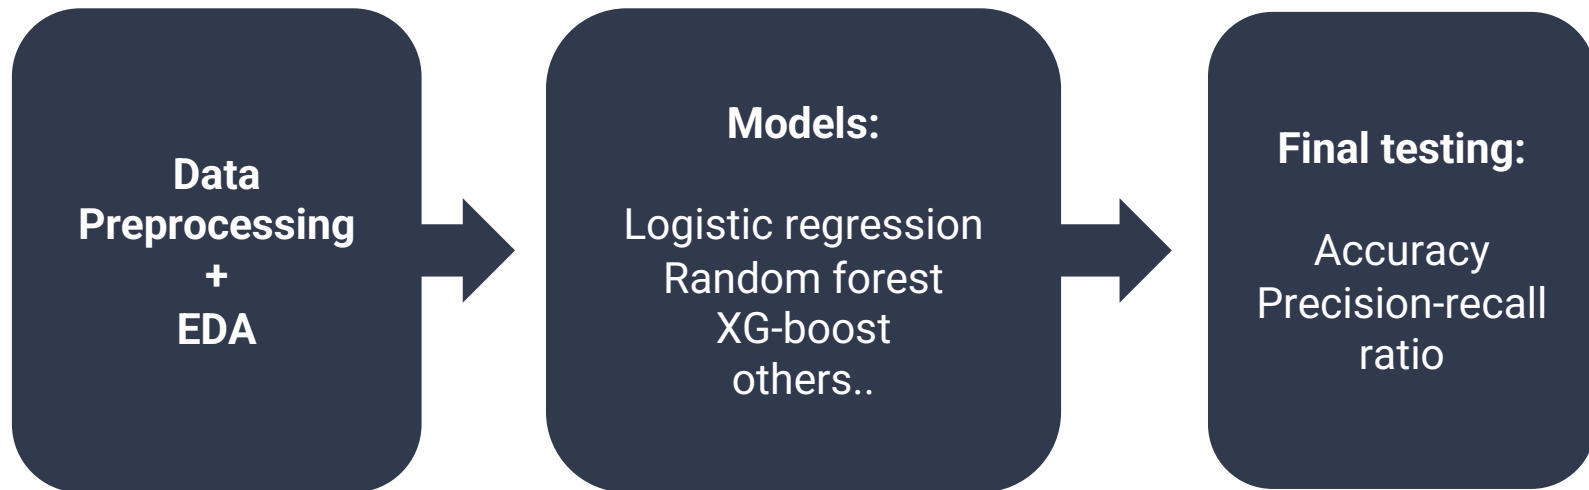 Data
Preprocessing
+
EDA
Models:
Logistic regression
Random forest
XG-boost
others..
Final testing:
Accuracy
Precision-recall
ratio